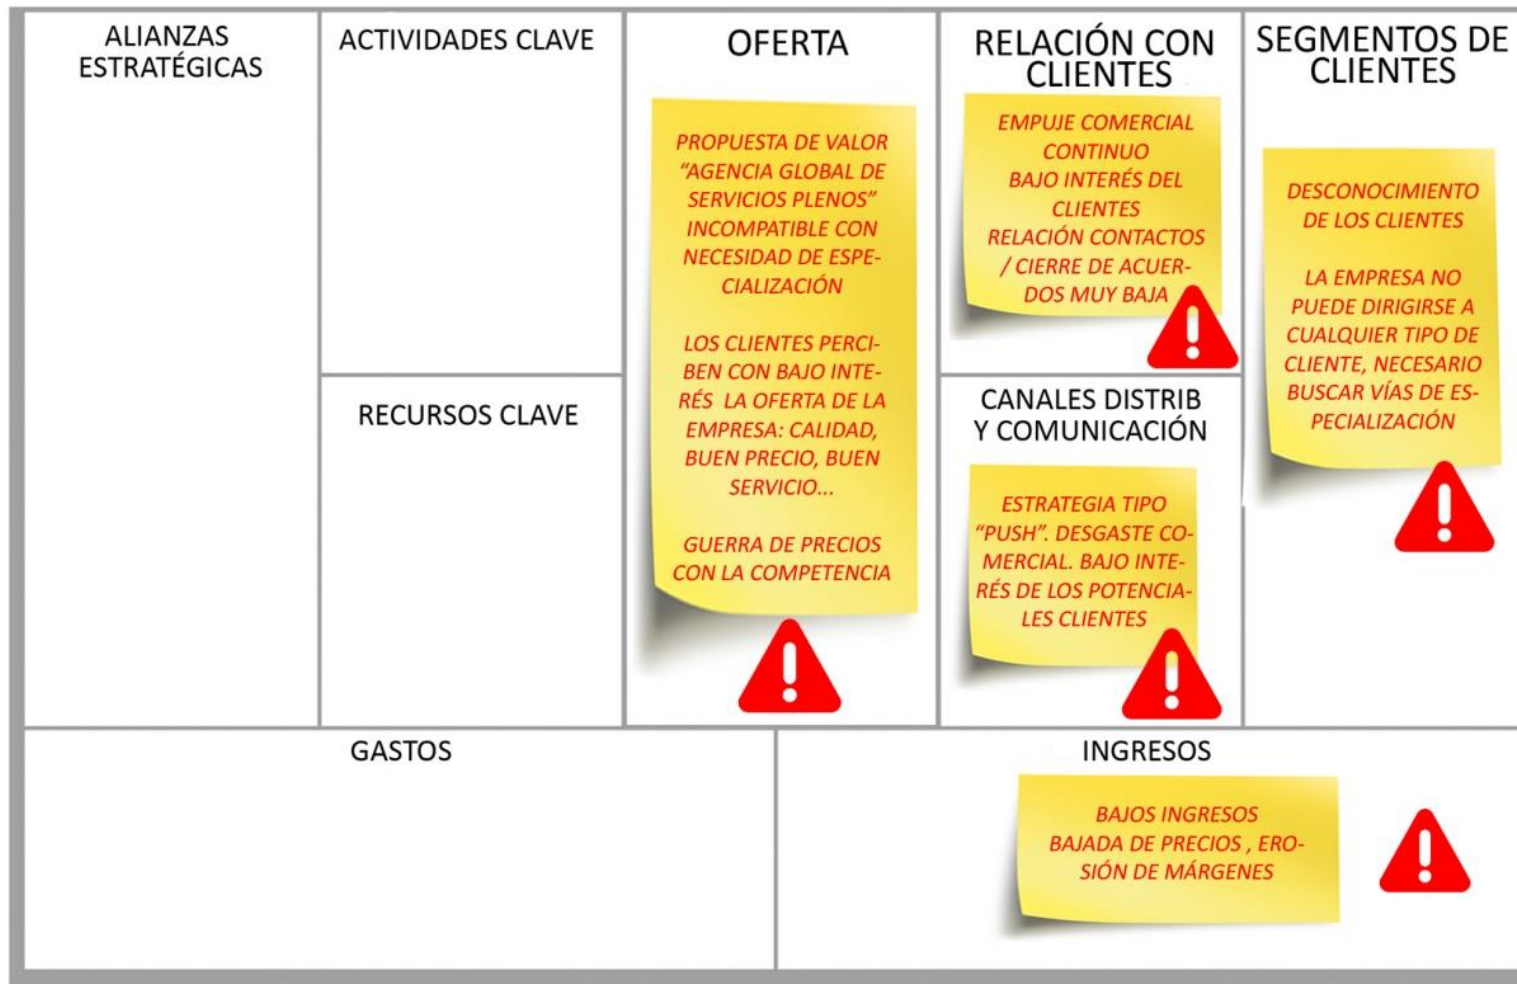 ALIANZAS
ESTRATÉGICAS
ACTIVIDADES CLAVE
RECURSOS CLAVE
OFERTA
PROPUESTA DE VALOR
“AGENCIA GLOBAL DE
SERVICIOS PLENOS”
INCOMPATIBLE CON
NECESIDAD DE ESPE-
CIALIZACIÓN
LOS CLIENTES PERCI-
BEN CON BAJO INTE-
RÉS LA OFERTA DE LA
EMPRESA: CALIDAD,
BUEN PRECIO, BUEN
SERVICIO...
GUERRA DE PRECIOS
CON LA COMPETENCIA
RELACIÓN CON
CLIENTES
EMPUJE COMERCIAL
CONTINUO
BAJO INTERÉS DEL
CLIENTES
RELACIÓN CONTACTOS
/ CIERRE DE ACUER-
DOS MUY BAJA
CANALES DISTRIB
Y COMUNICACIÓN
ESTRATEGIA TIPO
“PUSH”. DESGASTE CO-
MERCIAL. BAJO INTE-
RÉS DE LOS POTENCIA-
LES CLIENTES
SEGMENTOS DE
CLIENTES
DESCONOCIMIENTO
DE LOS CLIENTES
LA EMPRESA NO
PUEDE DIRIGIRSE A
CUALQUIER TIPO DE
CLIENTE, NECESARIO
BUSCAR VÍAS DE ES-
PECIALIZACIÓN
GASTOS
INGRESOS
BAJOS INGRESOS
BAJADA DE PRECIOS , ERO-
SIÓN DE MÁRGENES